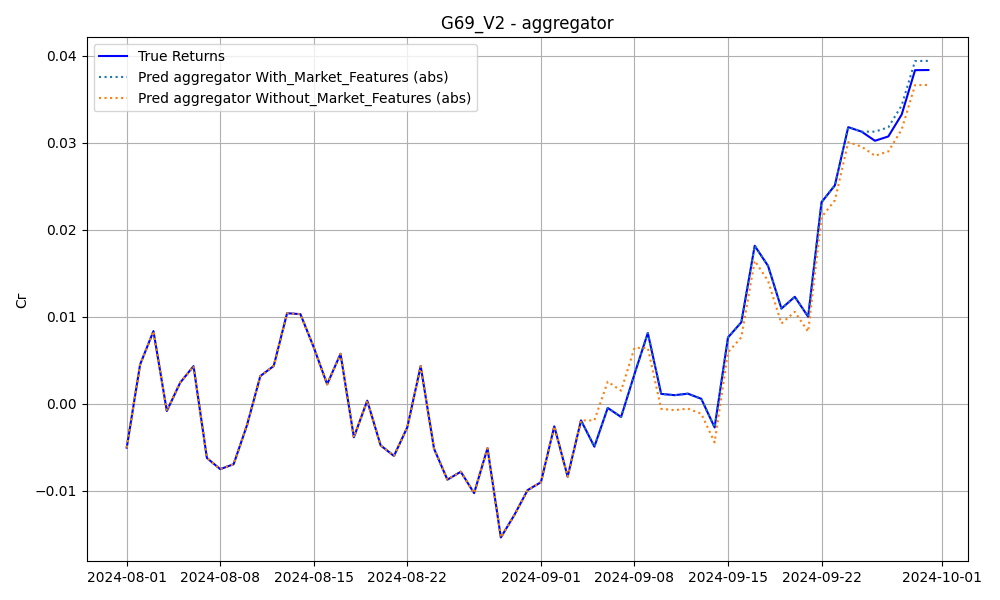 G69_V2 - aggregator
True Returns
Pred aggregator With_Market_Features (abs)
Pred aggregator Without_Market_Features (abs)
Cr
0.04
0.03
0.02
0.01
0.00
−0.01
2024-08-01 2024-08-08 2024-08-15 2024-08-22 2024-09-01 2024-09-08 2024-09-15 2024-09-22 2024-10-01